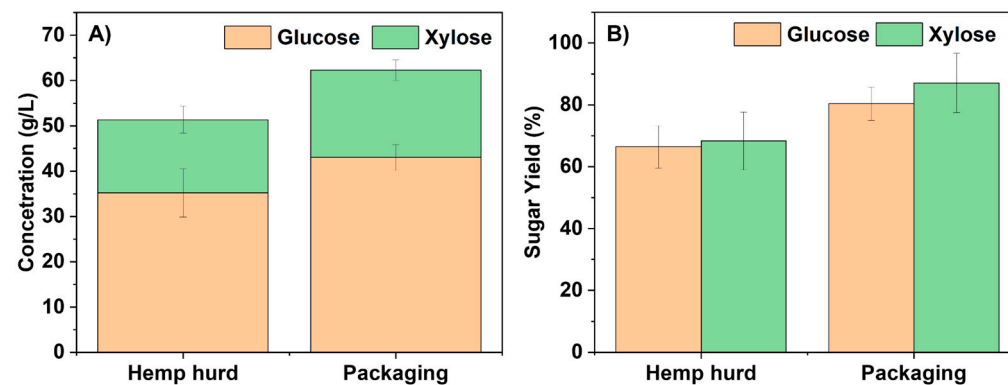 A)
Glucose
Xylose
70
60
50
40
30
20
10
0
Concetration (g/L)
Hemp hurd
Packaging
B)
Glucose
Xylose
100
80
60
40
20
0
Sugar Yield (%)
Hemp hurd
Packaging